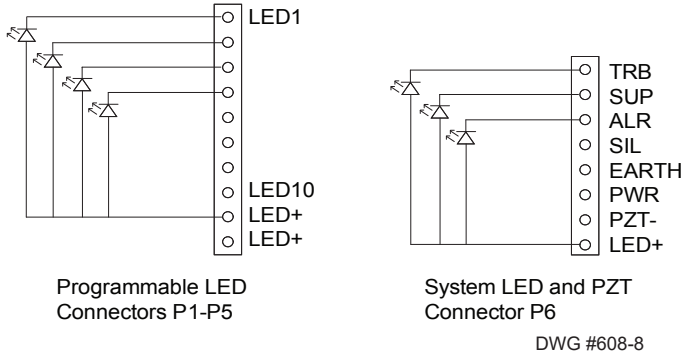 LED1
LED10
LED+
LED+
Programmable LED
Connectors P1-P5
TRB
SUP
ALR
SIL
EARTH
PWR
PZT-
LED+
System LED and PZT
Connector P6
DWG #608-8